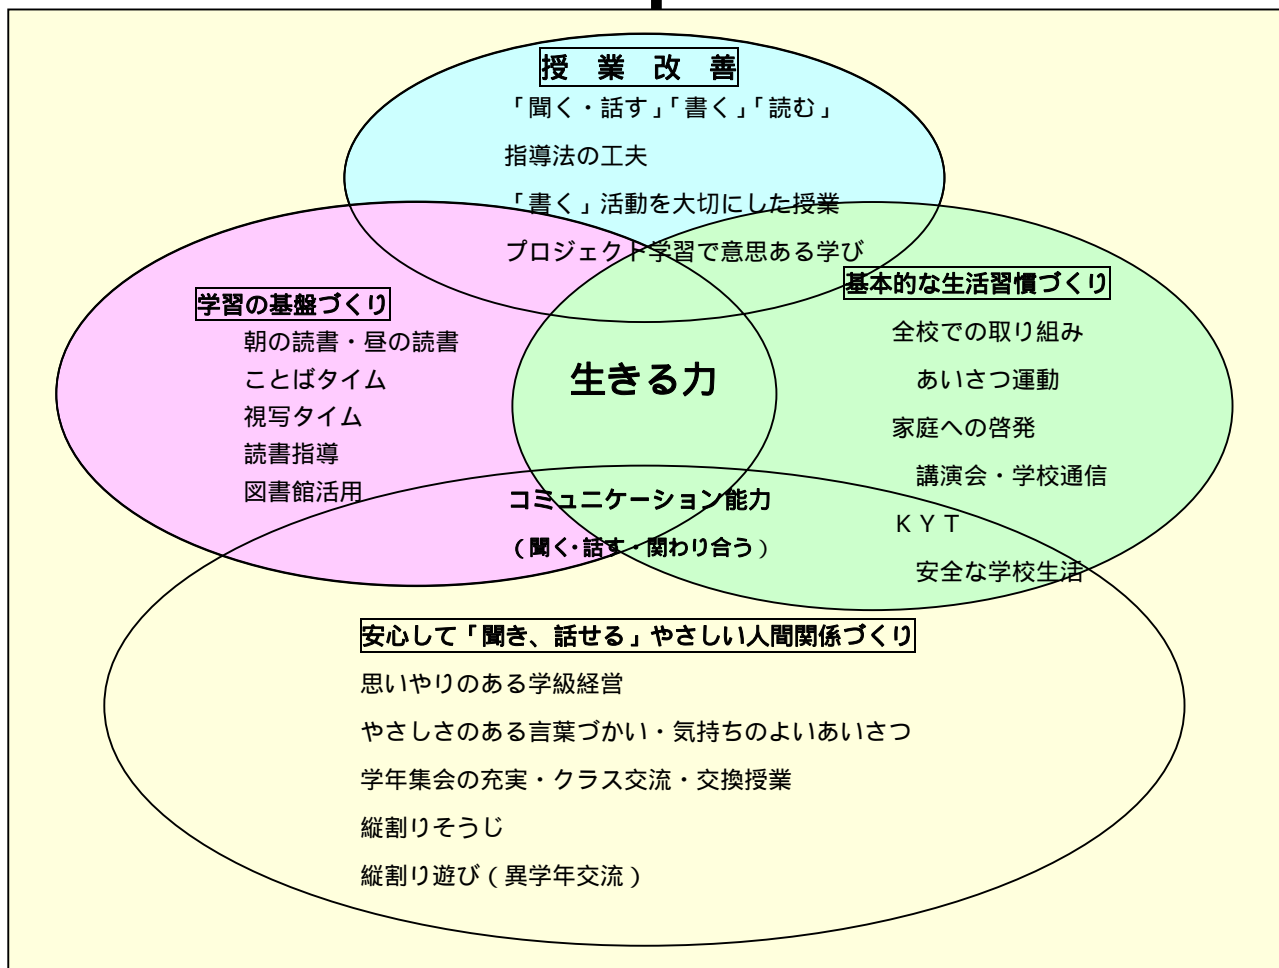 授　業　改　善
「聞く・話す」「書く」「読む」
指導法の工夫
「書く」活動を大切にした授業
プロジェクト学習で意思ある学び
学習の基盤づくり
朝の読書・昼の読書
ことばタイム
視写タイム
読書指導
図書館活用
生きる力
基本的な生活習慣づくり
全校での取り組み
あいさつ運動
家庭への啓発
講演会・学校通信
ＫＹＴ
安全な学校生活
コミュニケーション能力
（聞く・話す・関わり合う）
安心して「聞き、話せる」やさしい人間関係づくり
思いやりのある学級経営
やさしさのある言葉づかい・気持ちのよいあいさつ
学年集会の充実・クラス交流・交換授業
縦割りそうじ
縦割り遊び（異学年交流）